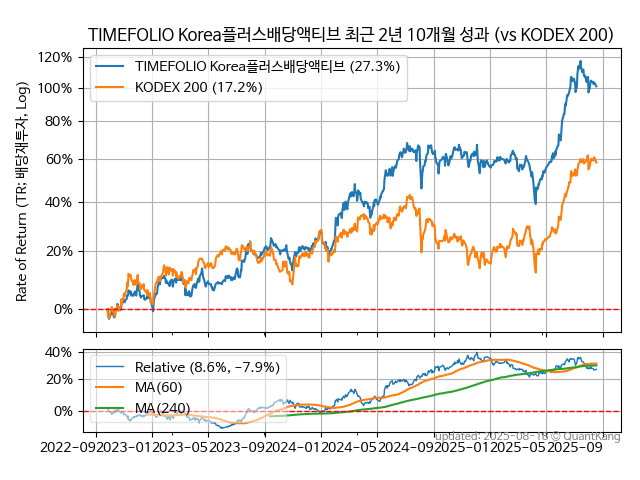 TIMEFOLIO Korea플러스배당액티브 최근 2년 10개월 성과 (vs KODEX 200)
Rate of Return (TR: 배당재투자, Log)
120%
100%
80%
60%
40%
20%
0%
TIMEFOLIO Korea플러스배당액티브 (27.3%)
KODEX 200 (17.2%)
40%
20%
0%
Relative (8.6%, −7.9%)
MA(60)
MA(240)
2022-09
2023-01
2023-05
2023-09
2024-01
2024-05
2024-09
2025-01
2025-05
2025-09
updated: 2025-08-18 © QuantKang